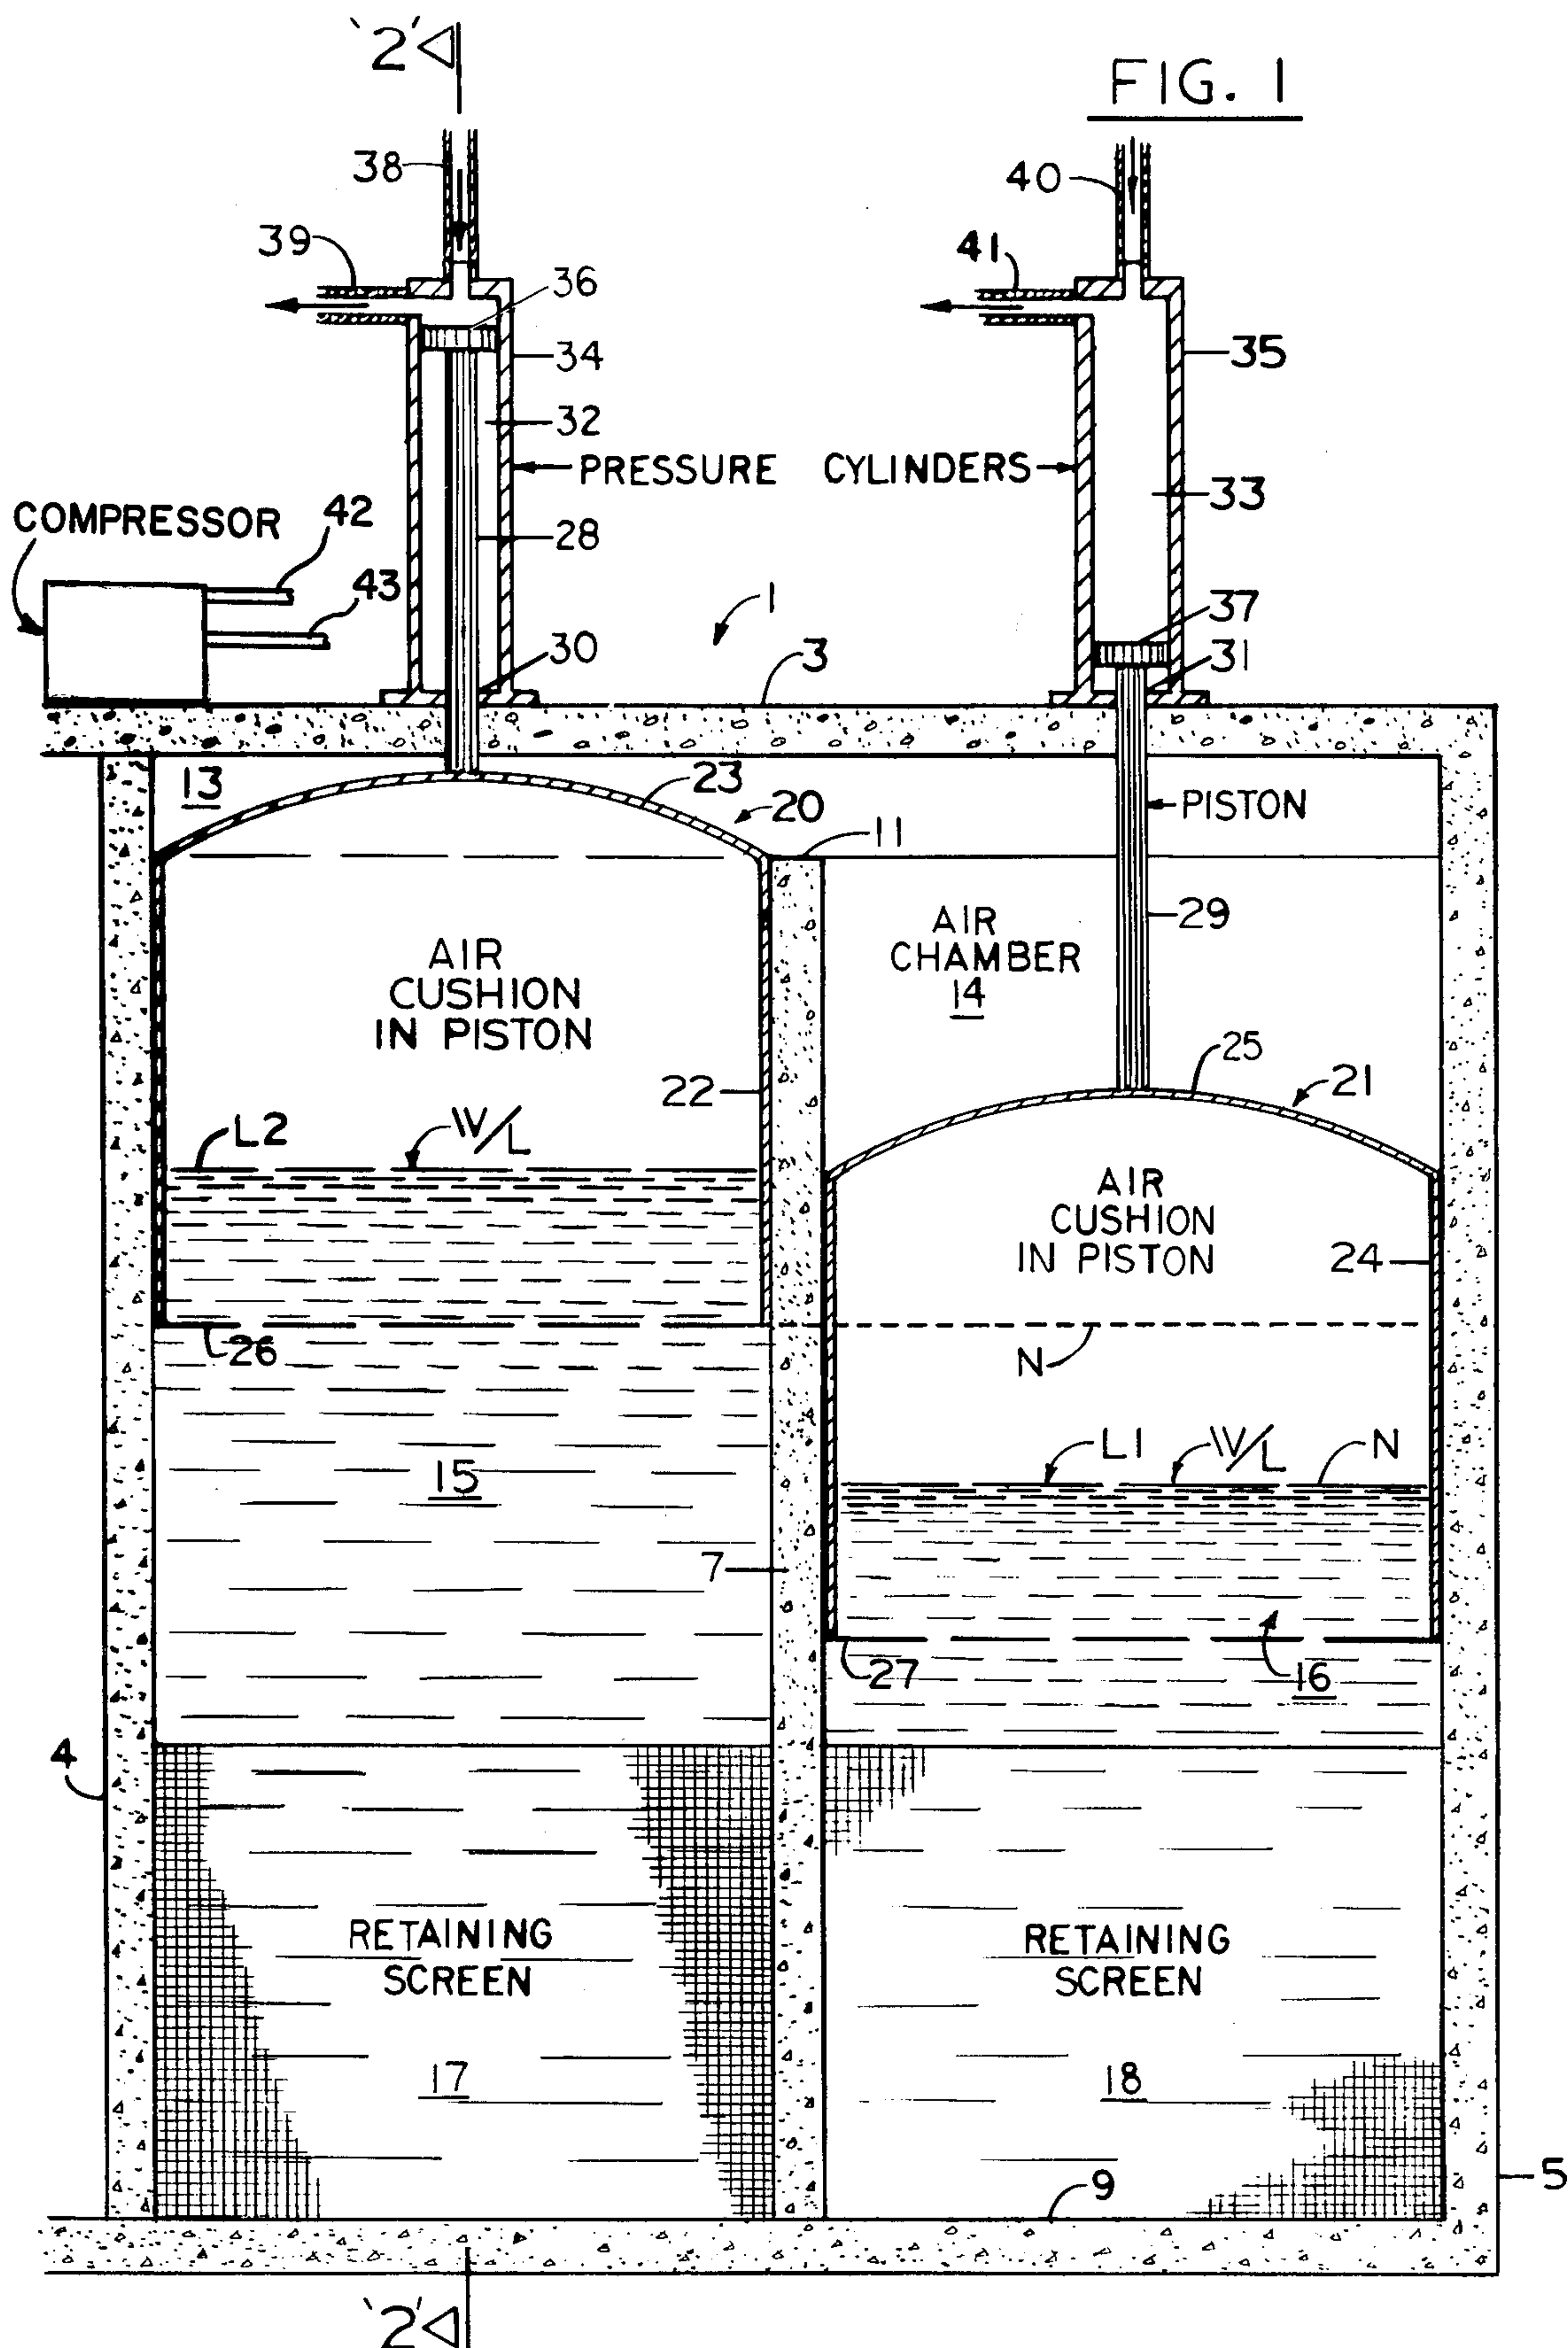 '2'
FIG. 1
38
40
39
41
36
34
35
32
PRESSURE CYLINDERS
33
COMPRESSOR
42
28
43
1
37
30
3
31
13
23
20
PISTON
11
AIR
CUSHION
IN PISTON
AIR
CHAMBER
14
29
25
21
22
L2
W/L
AIR
CUSHION
IN PISTON
24
26
N
15
L1
W/L
N
7
27
16
4
RETAINING
SCREEN
RETAINING
SCREEN
17
18
9
5
'2'